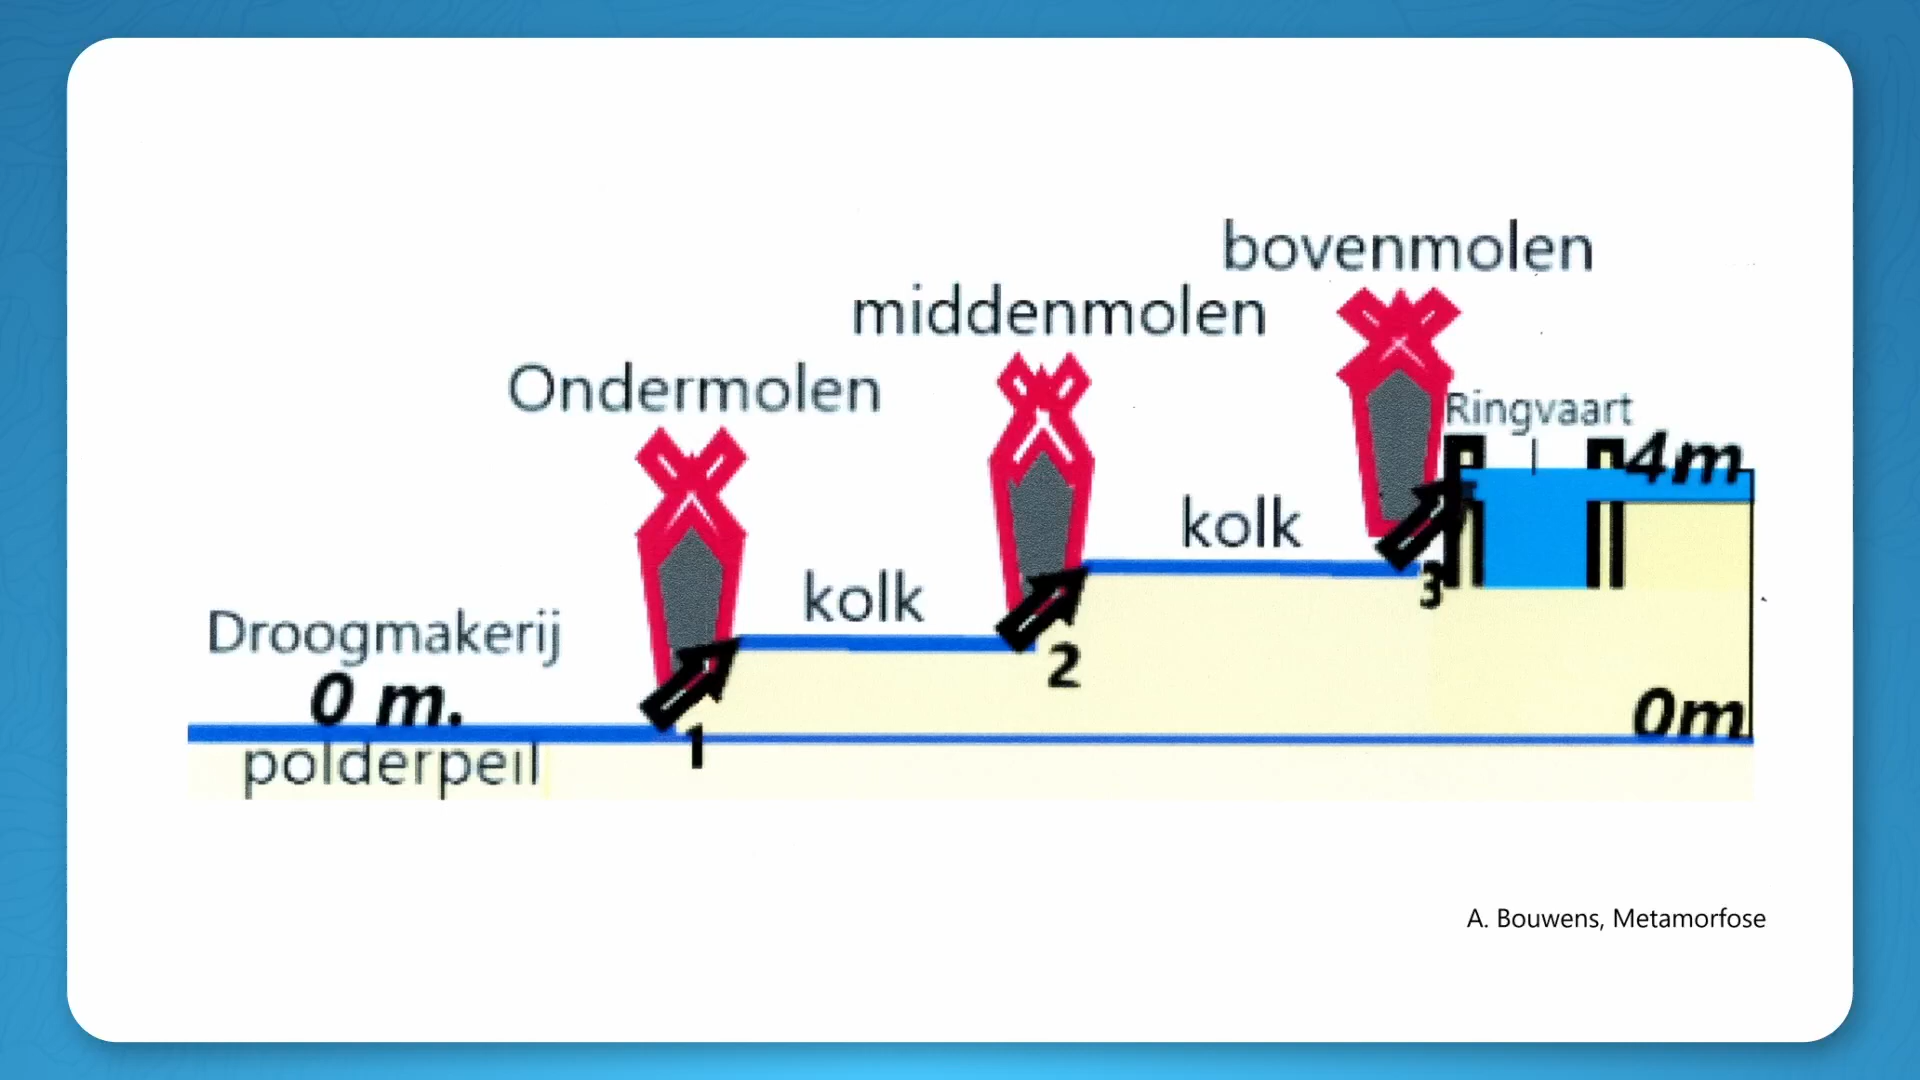 bovenmolen
middenmolen
Ondermolen
Ringvaart
4m
kolk
kolk
Droogmakerij
0 m.
polderpeil
1
2
3
0m
A. Bouwens, Metamorfose